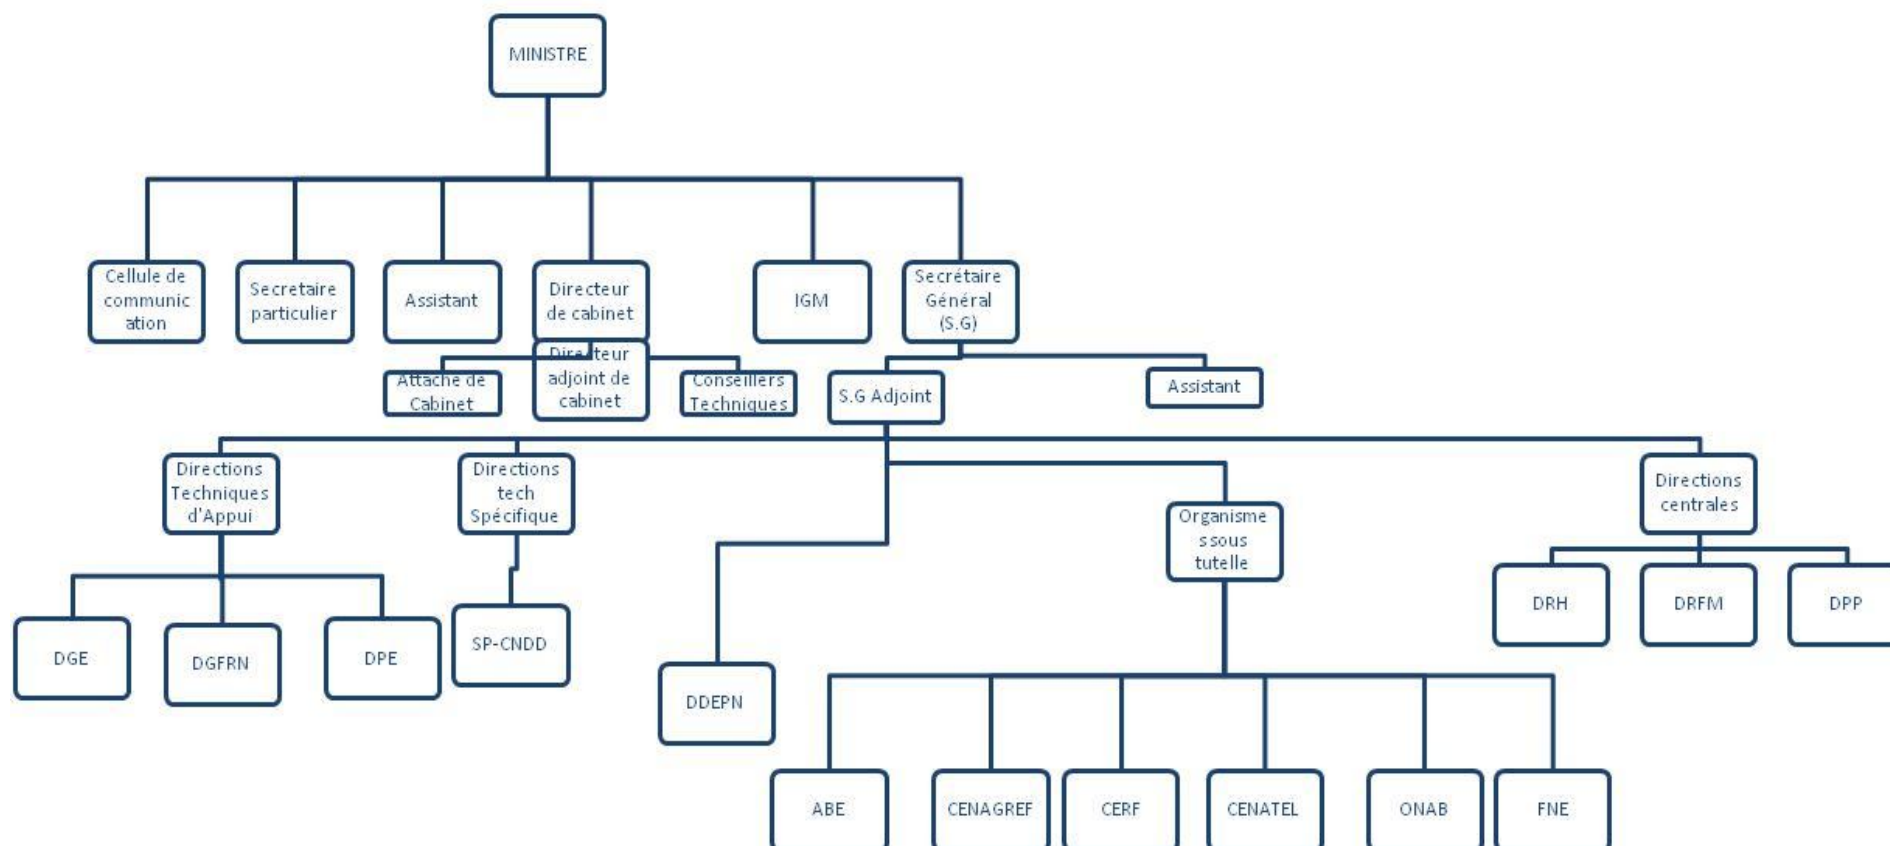 MINISTRE
Cellule de
communic
ation
Secretaire
particulier
Assistant
Directeur
de cabinet
IGM
Secrétaire
Général
(S.G)
Attache de
Cabinet
Directeur
adjoint de
cabinet
Conseillers
Techniques
S.G Adjoint
Assistant
Directions
Techniques
d'Appui
Directions
tech
Spécifique
Organisme
s sous
tutelle
Directions
centrales
DGE
DGFRN
DPE
SP-CNDD
DDEPN
DRH
DRFM
DPP
ABE
CENAGREF
CERF
CENATEL
ONAB
FNE